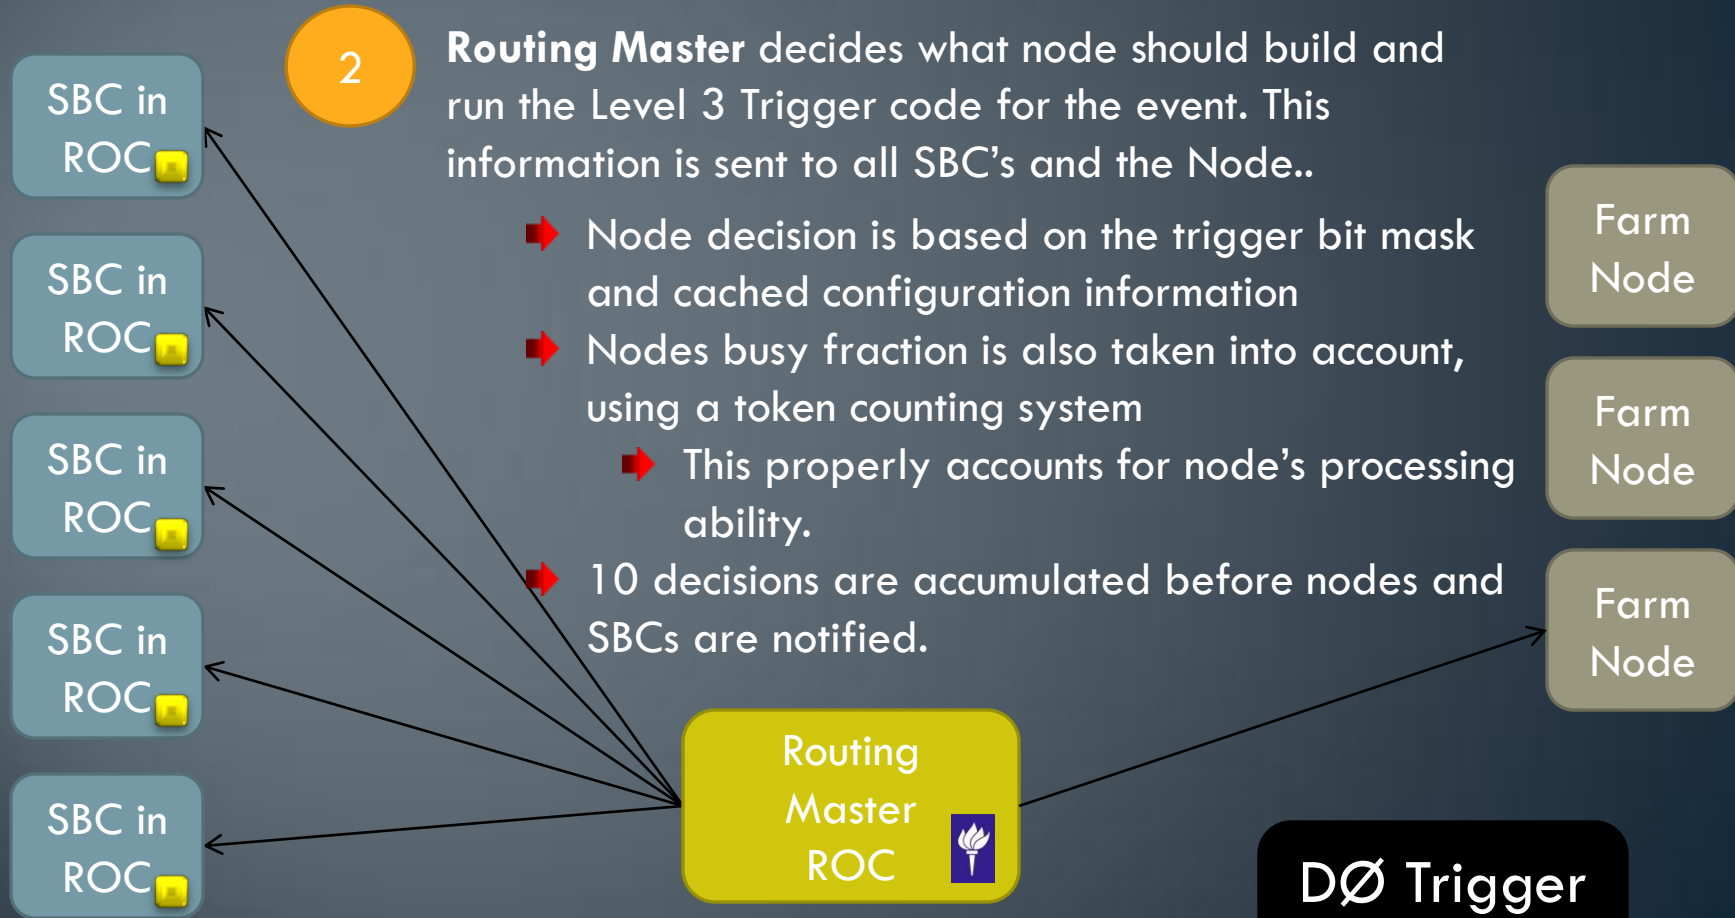 2
Routing Master decides what node should build and
run the Level 3 Trigger code for the event. This
information is sent to all SBC's and the Node..
Node decision is based on the trigger bit mask
and cached configuration information
Nodes busy fraction is also taken into account,
using a token counting system
This properly accounts for node's processing
ability.
10 decisions are accumulated before nodes and
SBCs are notified.
SBC in
ROC
SBC in
ROC
SBC in
ROC
SBC in
ROC
SBC in
ROC
Farm
Node
Farm
Node
Farm
Node
Routing
Master
ROC
DØ Trigger